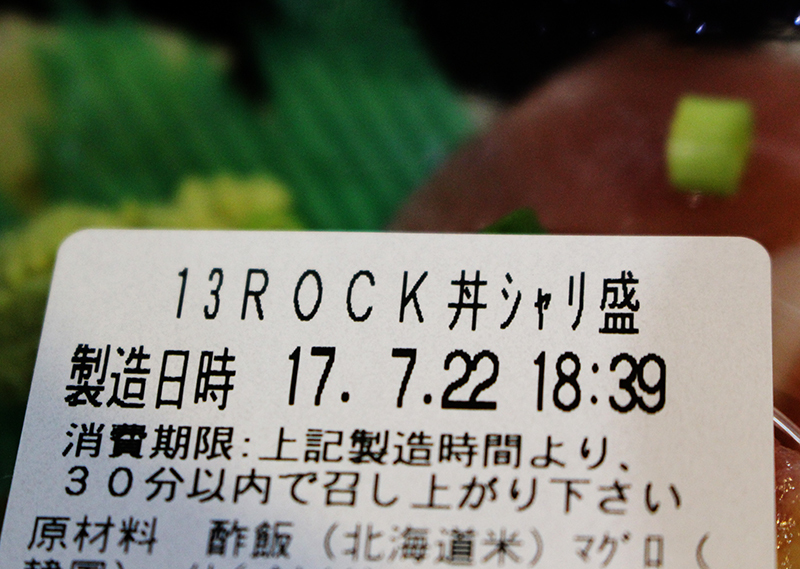 13ROCK丼ｼｬﾘ盛
製造日時 17. 7.22 18:39
消費期限:上記製造時間より、
３０分以内で召し上がり下さい
原材料 酢飯（北海道米）ﾏｸﾞﾛ（
韓国）